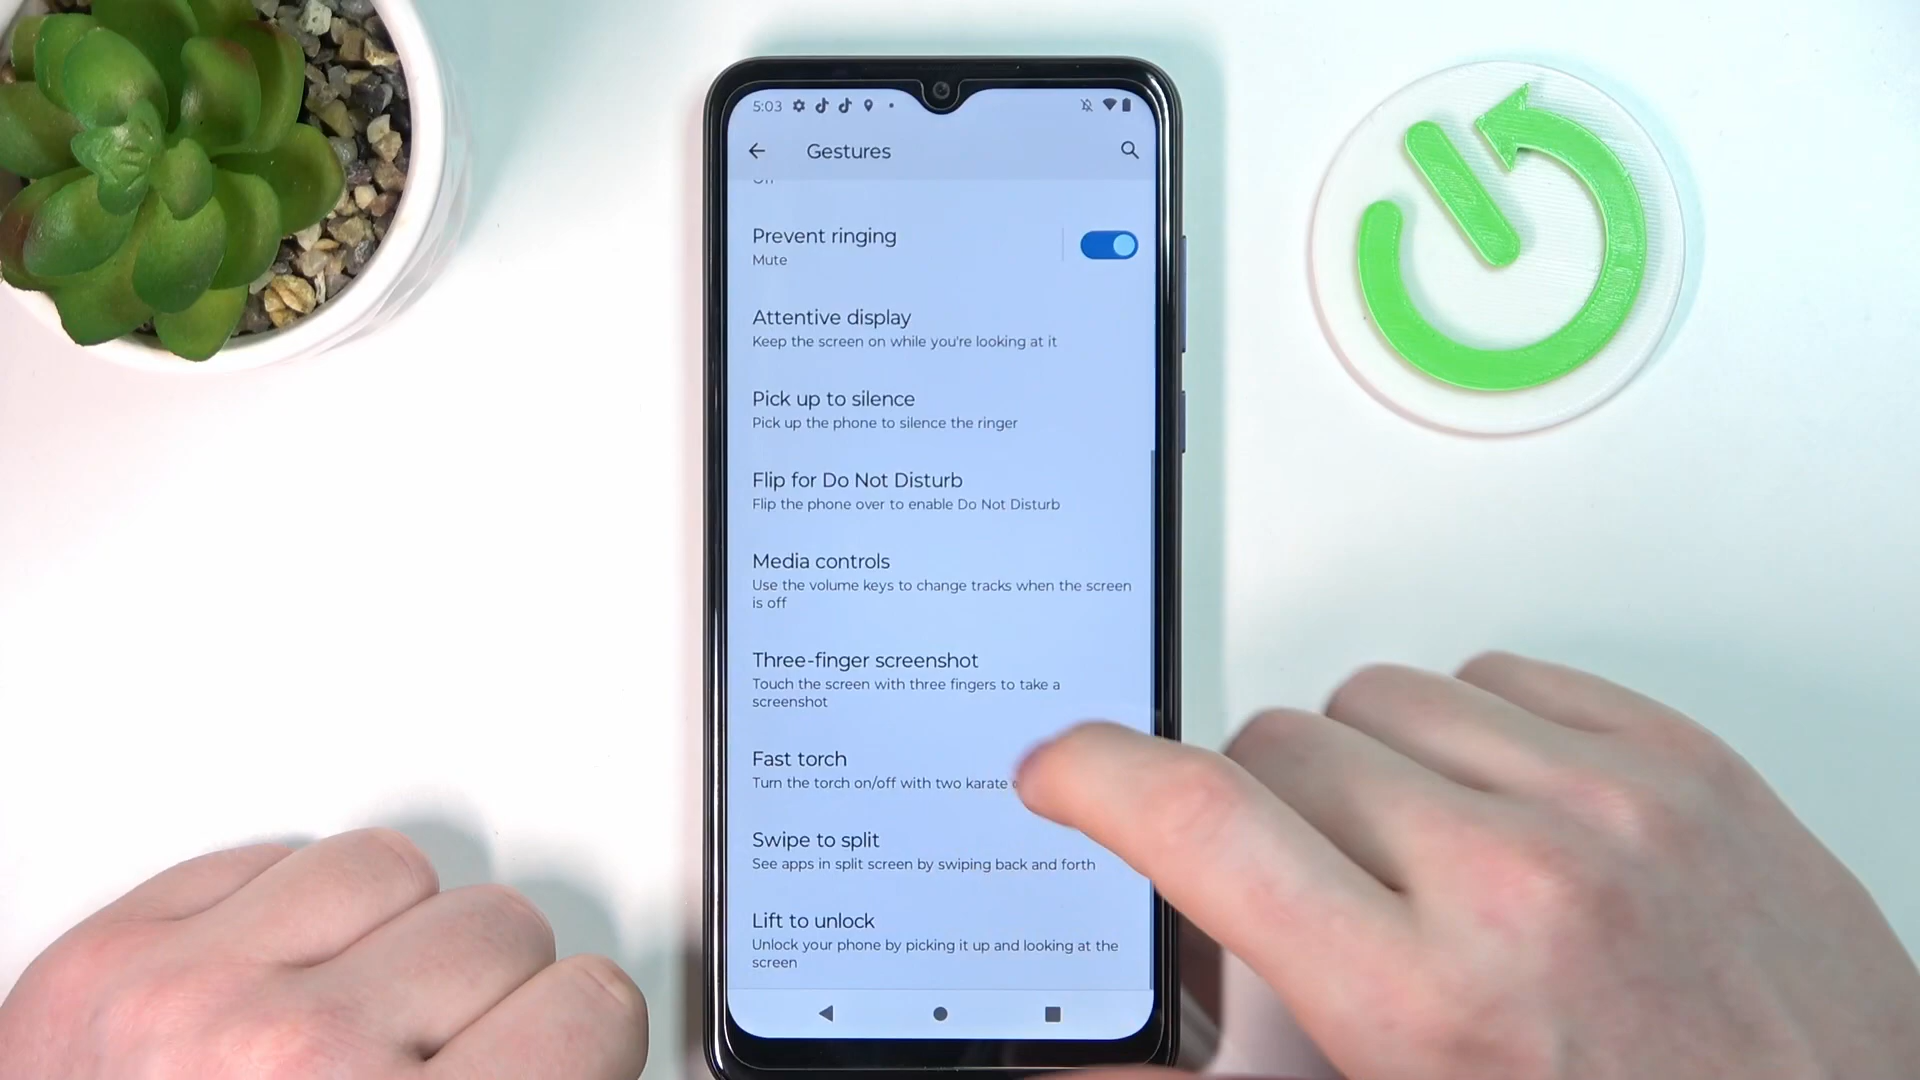 5:03
Gestures
Prevent ringing
Mute
Attentive display
Keep the screen on while you're looking at it
Pick up to silence
Pick up the phone to silence the ringer
Flip for Do Not Disturb
Flip the phone over to enable Do Not Disturb
Media controls
Use the volume keys to change tracks when the screen
is off
Three-finger screenshot
Touch the screen with three fingers to take a
screenshot
Fast torch
Turn the torch on/off with two karate
Swipe to split
See apps in split screen by swiping back and forth
Lift to unlock
Unlock your phone by picking it up and looking at the
screen